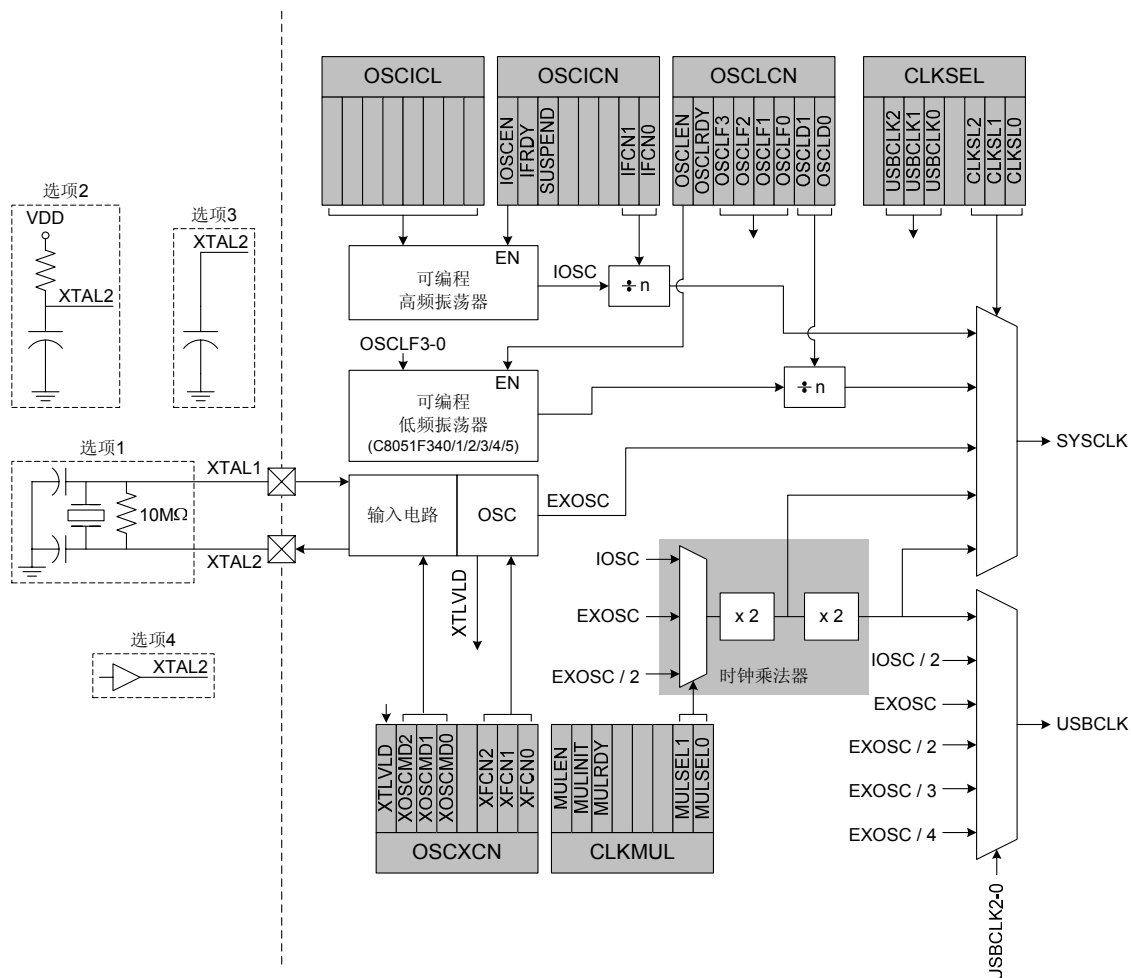 OSCICL
OSCICN
OSCLCN
CLKSEL
IOSCEN
IFRDY
SUSPEND
IFCN1
IFCN0
OSCLEN
OSCLRDY
OSCLF3
OSCLF2
OSCLF1
OSCLF0
OSCLD1
OSCLD0
USBCLK2
USBCLK1
USBCLK0
CLKSL2
CLKSL1
CLKSL0
选项2
VDD
XTAL2
选项3
XTAL2
EN
可编程
高频振荡器
IOSC
÷ n
OSCLF3-0
EN
可编程
低频振荡器
(C8051F340/1/2/3/4/5)
÷ n
SYSCLK
选项1
10MΩ
XTAL1
XTAL2
输入电路
OSC
EXOSC
XTLVLD
IOSC
EXOSC
EXOSC / 2
x 2
x 2
时钟乘法器
选项4
XTAL2
IOSC / 2
EXOSC
EXOSC / 2
EXOSC / 3
EXOSC / 4
USBCLK
USBCLK2-0
XTLVLD
XOSCMD2
XOSCMD1
XOSCMD0
XFCN2
XFCN1
XFCN0
OSCXCN
MULEN
MULINIT
MULRDY
MULSEL1
MULSEL0
CLKMUL